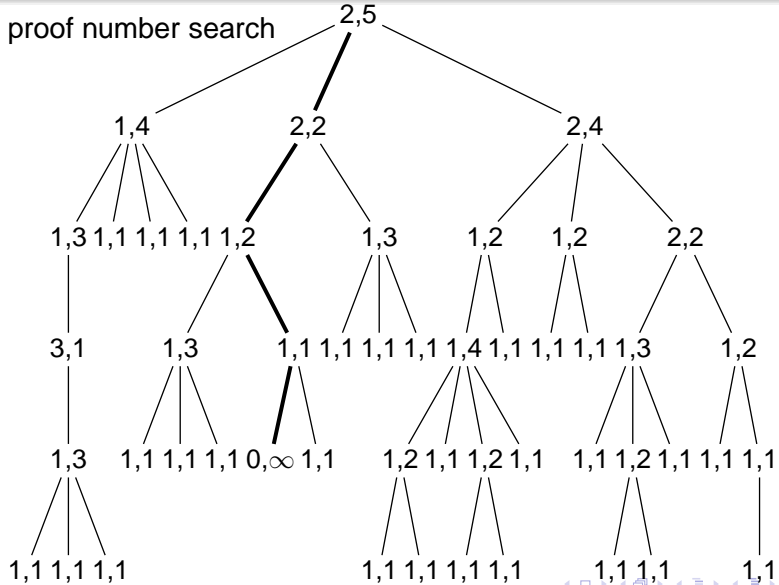 2,5
proof number search
1,4 2,2 2,4
1,3 1,1 1,1 1,1 1,2 1,3 1,2 1,2 2,2
3,1 1,3 1,1 1,1 1,1 1,1 1,4 1,1 1,1 1,1 1,3 1,2
1,3 1,1 1,1 1,1 0,∞ 1,1 1,2 1,1 1,2 1,1 1,1 1,2 1,1 1,1 1,1
1,1 1,1 1,1 1,1 1,1 1,1 1,1 1,1 1,1 1,1